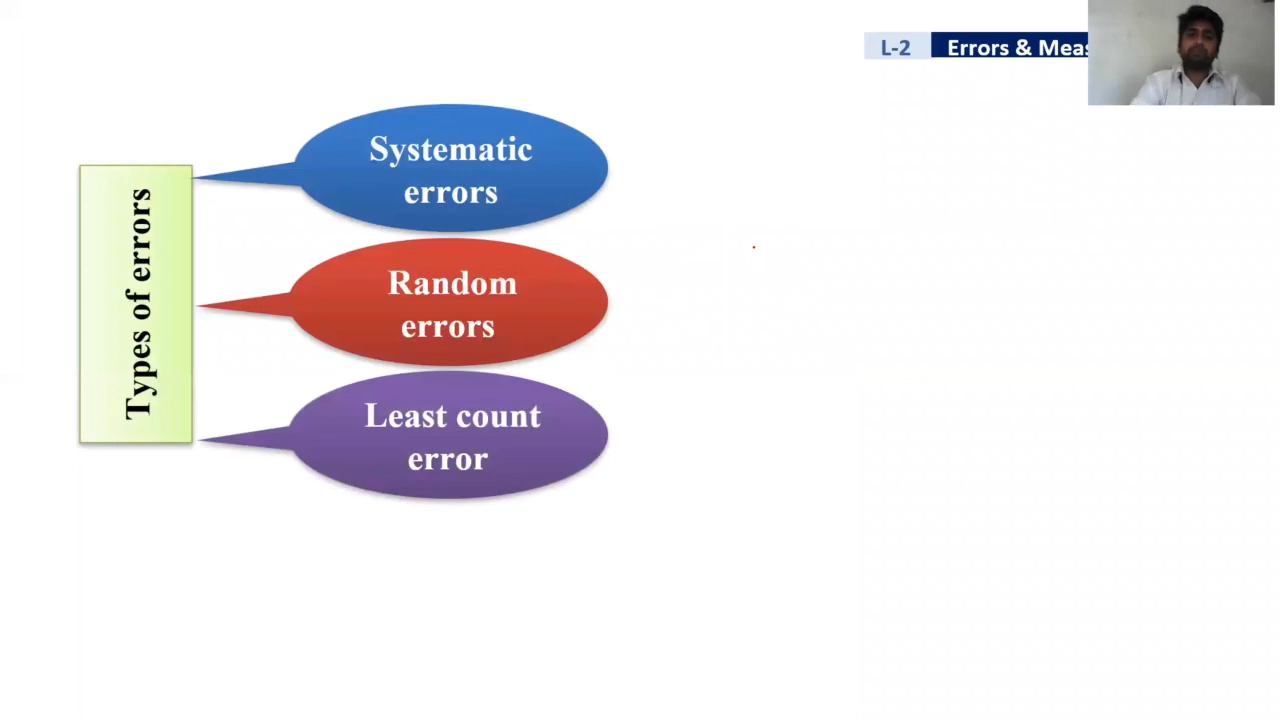 L-2 Errors & Meas
Systematic
errors
Types of errors
Random
errors
Least count
error